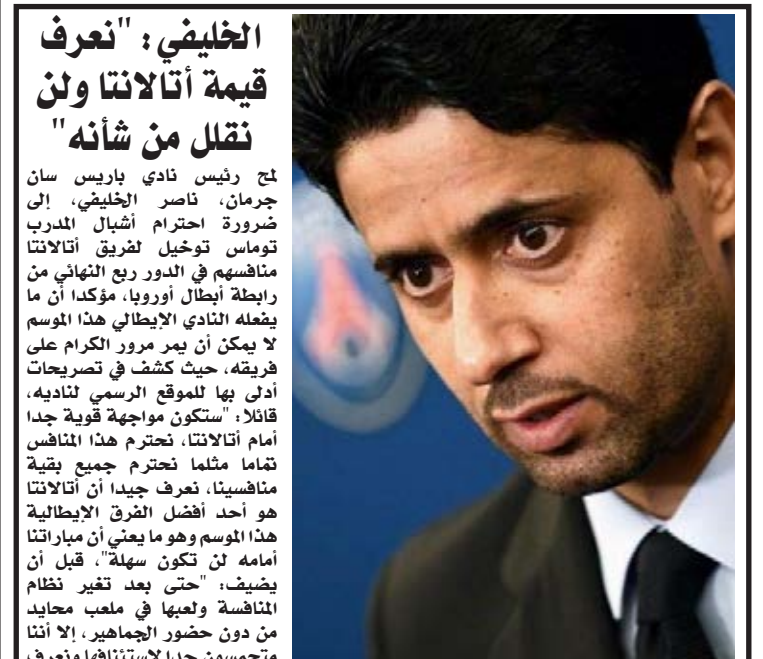 الخليفي: "نعرف
قيمة أتالانتا ولن
نقلل من شأنه"
لمح رئيس نادي باريس سان
جرمان، ناصر الخليفي، إلى
ضرورة احترام أشبال المدرب
توماس توخيل لفريق أتالانتا
منافسهم في الدور ربع النهائي من
رابطة أبطال أوروبا، مؤكدا أن ما
يفعله النادي الإيطالي هذا الموسم
لا يمكن أن يمر مرور الكرام على
فريقه، حيث كشف في تصريحات
أدلى بها للموقع الرسمي لناديه،
قائلا: "ستكون مواجهة قوية جدا
أمام أتالانتا، نحترم هذا المنافس
تماما مثلما نحترم جميع بقية
منافسينا، نعرف جيدا أن أتالانتا
هو أحد أفضل الفرق الإيطالية
هذا الموسم وهو ما يعني أن مباراتنا
أمامه لن تكون سهلة"، قبل أن
يضيف: "حتى بعد تغير نظام
المنافسة ولعبها في ملعب محايد
من دون حضور الجماهير، إلا أننا
متحمسون جدا لاستئنافها ونعرف